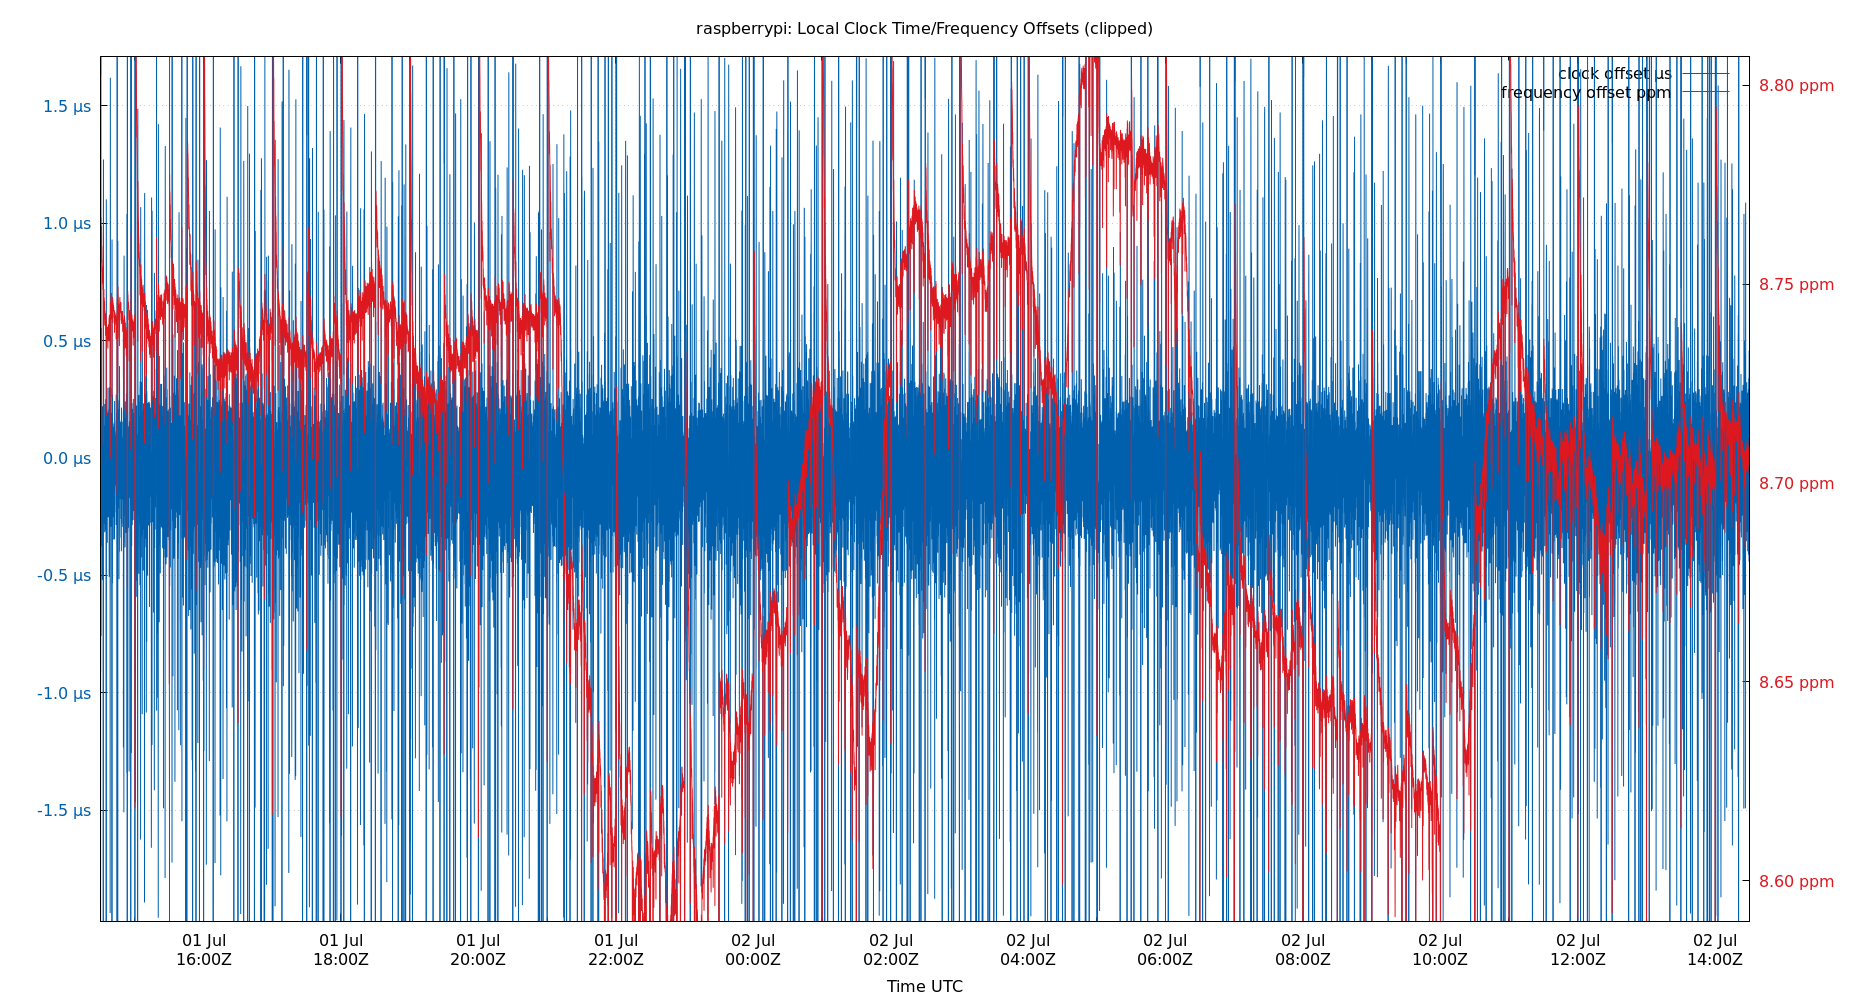 raspberrypi: Local Clock Time/Frequency Offsets (clipped)
clock offset µs
frequency offset ppm
1.5 µs
1.0 µs
0.5 µs
0.0 µs
-0.5 µs
-1.0 µs
-1.5 µs
8.80 ppm
8.75 ppm
8.70 ppm
8.65 ppm
8.60 ppm
01 Jul 01 Jul 01 Jul 01 Jul 02 Jul 02 Jul 02 Jul 02 Jul 02 Jul 02 Jul 02 Jul 02 Jul
16:00Z 18:00Z 20:00Z 22:00Z 00:00Z 02:00Z 04:00Z 06:00Z 08:00Z 10:00Z 12:00Z 14:00Z
Time UTC